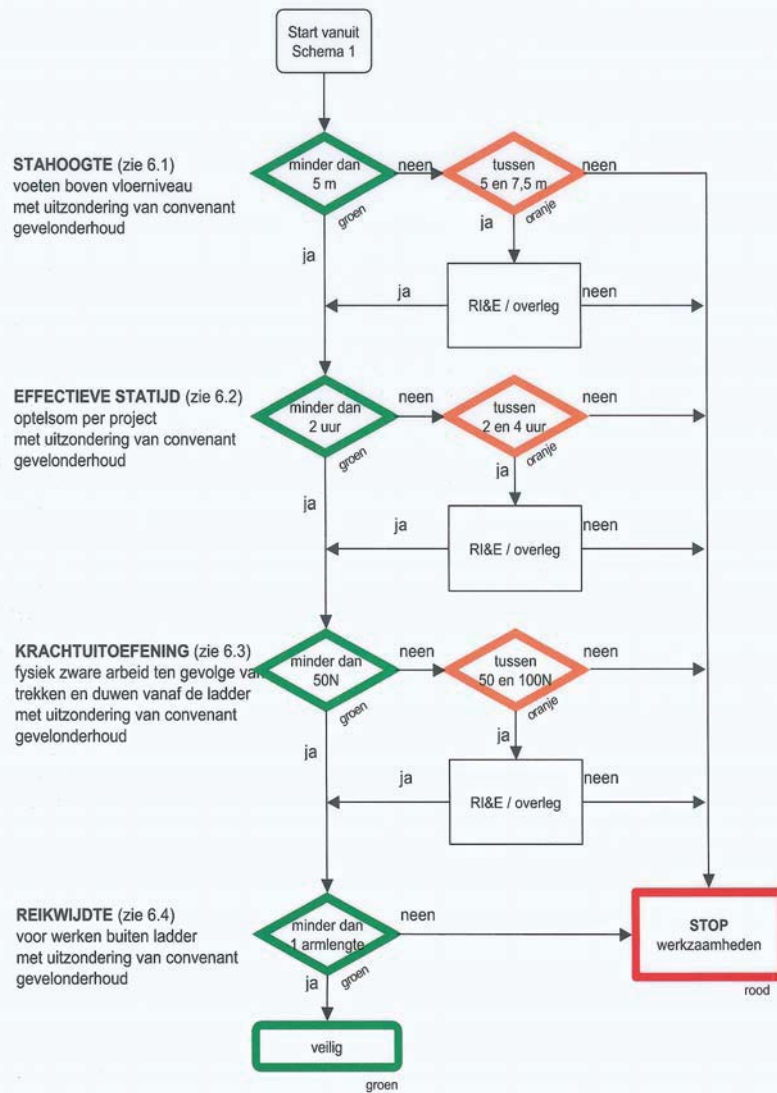 Start vanuit
Schema 1
STAHOOGTE (zie 6.1)
voeten boven vloerniveau
met uitzondering van convenant
gevelonderhoud
minder dan
5 m
neen
tussen
5 en 7,5 m
neen
groen
oranje
ja
ja
ja
RI&E / overleg
neen
EFFECTIEVE STATIJD (zie 6.2)
optelsom per project
met uitzondering van convenant
gevelonderhoud
minder dan
2 uur
neen
tussen
2 en 4 uur
neen
groen
oranje
ja
ja
ja
RI&E / overleg
neen
KRACHTUITOEFENING (zie 6.3)
fysiek zware arbeid ten gevolge van
trekken en duwen vanaf de ladder
met uitzondering van convenant
gevelonderhoud
minder dan
50N
neen
tussen
50 en 100N
neen
groen
oranje
ja
ja
ja
RI&E / overleg
neen
REIKWIJDTE (zie 6.4)
voor werken buiten ladder
met uitzondering van convenant
gevelonderhoud
minder dan
1 armlengte
neen
groen
ja
STOP
werkzaamheden
rood
veilig
groen